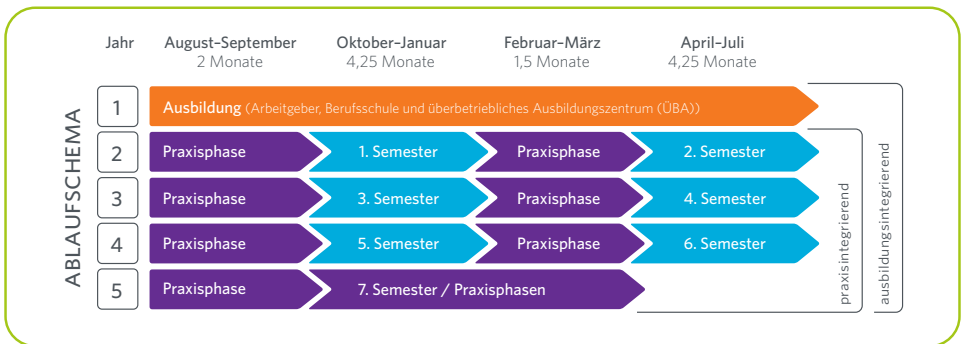 Jahr August–September Oktober–Januar Februar–März April–Juli
2 Monate 4,25 Monate 1,5 Monate 4,25 Monate
ABLAUFSCHEMA
1 Ausbildung (Arbeitgeber, Berufsschule und überbetriebliches Ausbildungszentrum (ÜBA))
2 Praxisphase 1. Semester Praxisphase 2. Semester
3 Praxisphase 3. Semester Praxisphase 4. Semester
4 Praxisphase 5. Semester Praxisphase 6. Semester
5 Praxisphase 7. Semester / Praxisphasen
praxisintegrierend
ausbildungsintegrierend